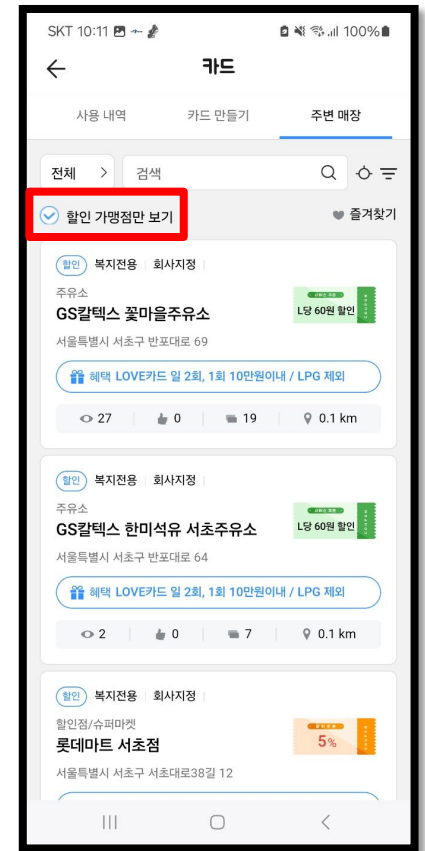 SKT 10:11 100%
카드
사용 내역 카드 만들기 주변 매장
전체 > 검색
할인 가맹점만 보기 즐겨찾기
할인 복지전용 회사지정
주유소
GS칼텍스 꽃마을주유소 L당 60원 할인
서울특별시 서초구 반포대로 69
혜택 LOVE카드 일 2회, 1회 10만원이내 / LPG 제외
27 0 19 0.1 km
할인 복지전용 회사지정
주유소
GS칼텍스 한미석유 서초주유소 L당 60원 할인
서울특별시 서초구 반포대로 64
혜택 LOVE카드 일 2회, 1회 10만원이내 / LPG 제외
2 0 7 0.1 km
할인 복지전용 회사지정
할인점/슈퍼마켓
롯데마트 서초점 5%
서울특별시 서초구 서초대로38길 12